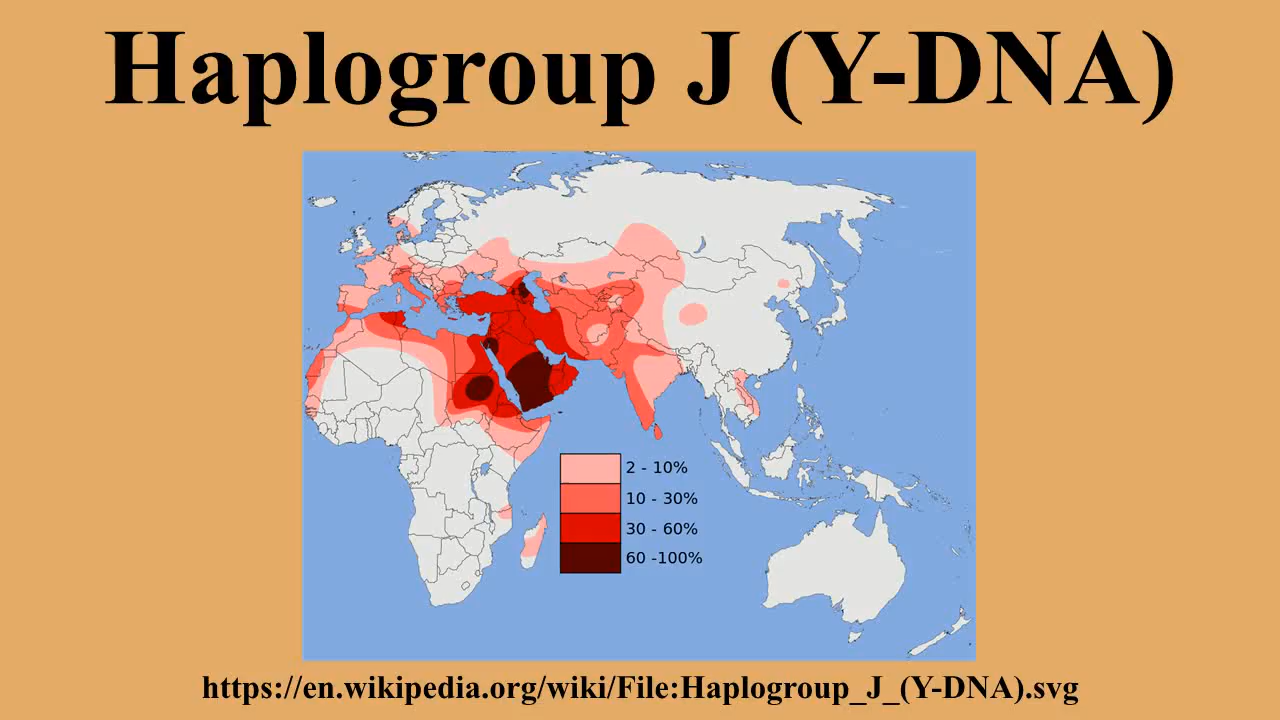 Haplogroup J (Y-DNA)
2 - 10%
10 - 30%
30 - 60%
60 -100%
https://en.wikipedia.org/wiki/File:Haplogroup_J_(Y-DNA).svg